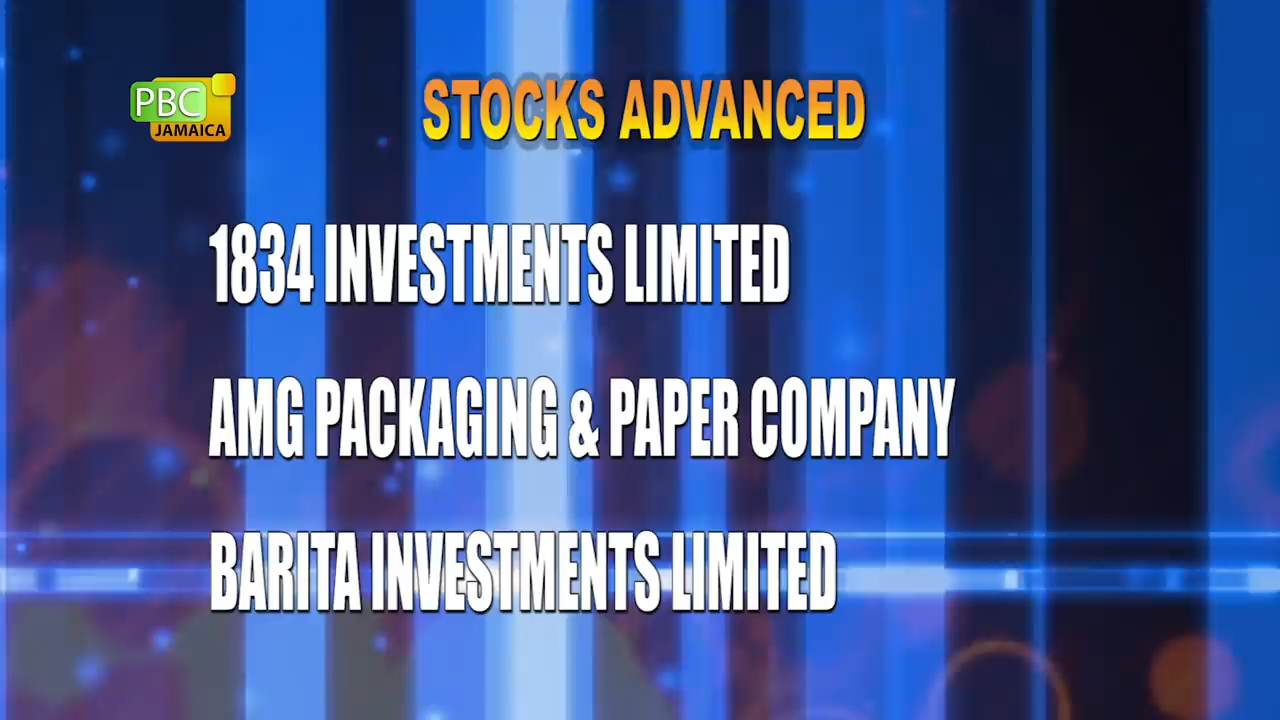 PBC
JAMAICA
STOCKS ADVANCED
1834 INVESTMENTS LIMITED
AMG PACKAGING & PAPER COMPANY
BARITA INVESTMENTS LIMITED